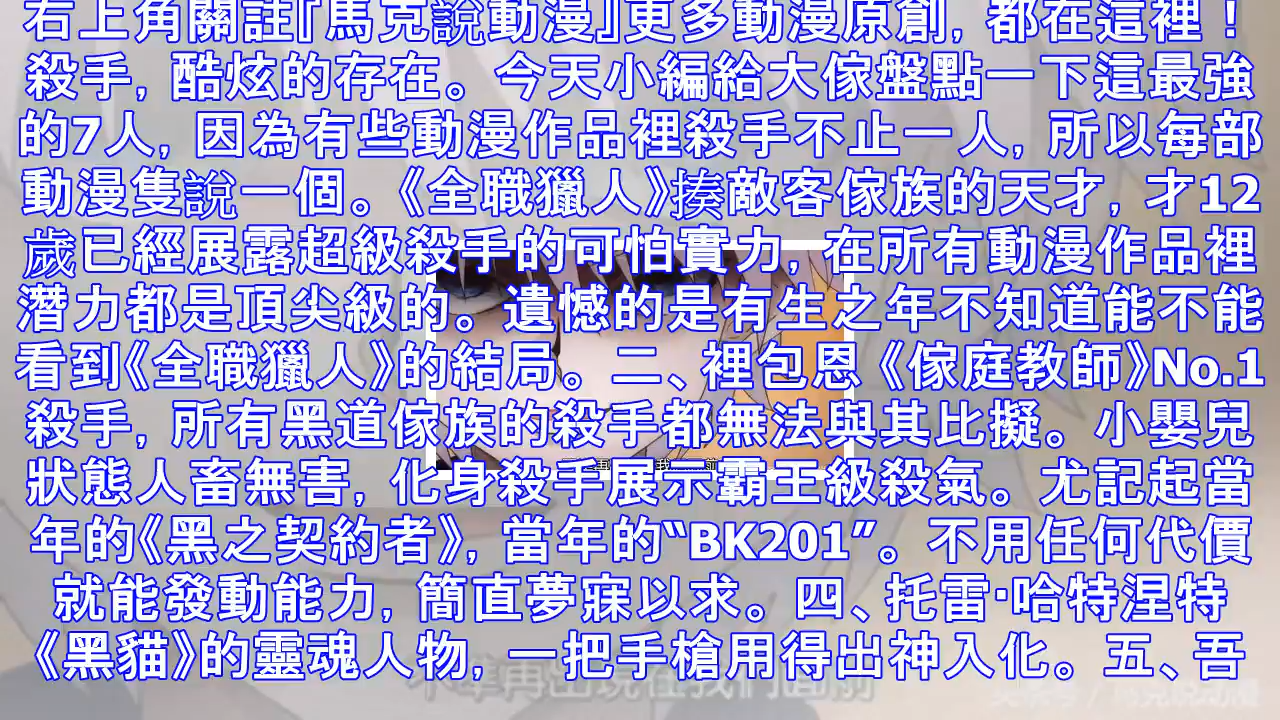 右上角關註『馬克說動漫』更多動漫原創, 都在這裡！
殺手, 酷炫的存在。今天小編給大傢盤點一下這最強
的7人, 因為有些動漫作品裡殺手不止一人, 所以每部
動漫隻說一個。《全職獵人》揍敵客傢族的天才, 才12
歲已經展露超級殺手的可怕實力, 在所有動漫作品裡
潛力都是頂尖級的。遺憾的是有生之年不知道能不能
看到《全職獵人》的結局。二、裡包恩《傢庭教師》No.1
殺手, 所有黑道傢族的殺手都無法與其比擬。小嬰兒
狀態人畜無害, 化身殺手展示霸王級殺氣。尤記起當
年的《黑之契約者》, 當年的“BK201”。不用任何代價
就能發動能力, 簡直夢寐以求。四、托雷·哈特涅特
《黑貓》的靈魂人物, 一把手槍用得出神入化。五、吾
不準再出現在我們面前